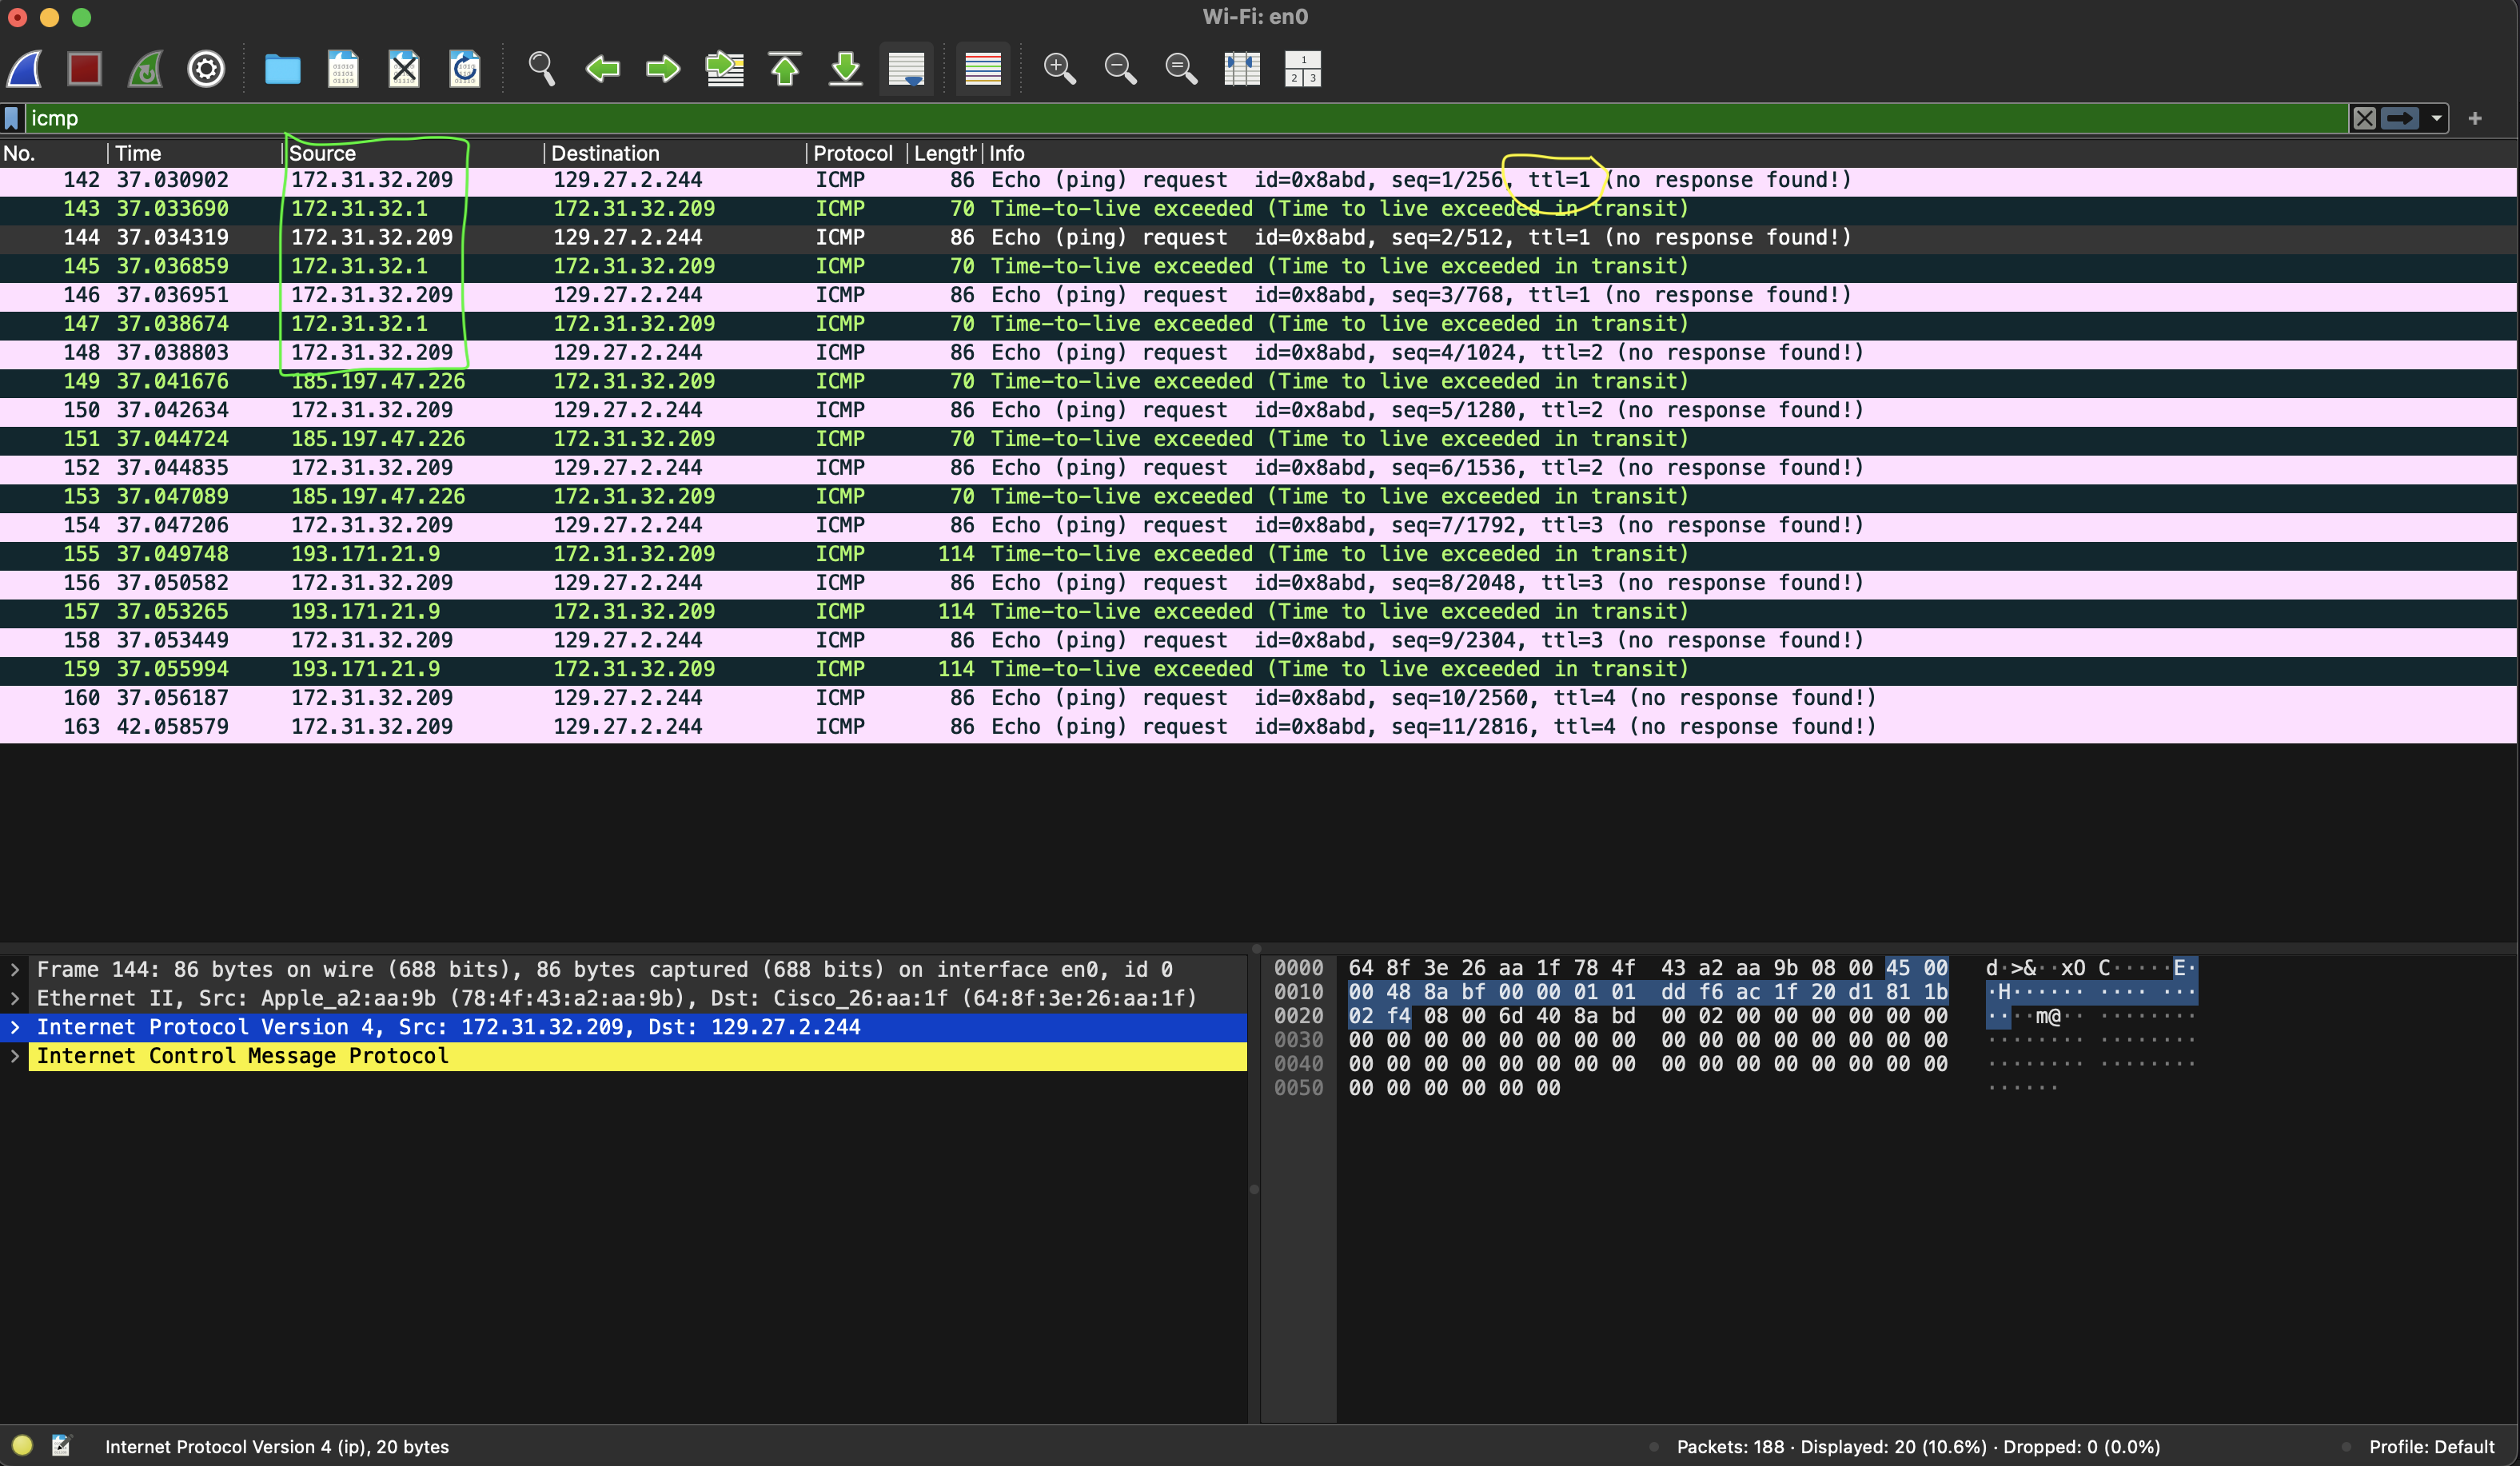 Wi-Fi: en0
icmp
No. Time Source Destination Protocol Length Info
142 37.030902 172.31.32.209 129.27.2.244 ICMP 86 Echo (ping) request id=0x8abd, seq=1/256, ttl=1 (no response found!)
143 37.033690 172.31.32.1 172.31.32.209 ICMP 70 Time-to-live exceeded (Time to live exceeded in transit)
144 37.034319 172.31.32.209 129.27.2.244 ICMP 86 Echo (ping) request id=0x8abd, seq=2/512, ttl=1 (no response found!)
145 37.036859 172.31.32.1 172.31.32.209 ICMP 70 Time-to-live exceeded (Time to live exceeded in transit)
146 37.036951 172.31.32.209 129.27.2.244 ICMP 86 Echo (ping) request id=0x8abd, seq=3/768, ttl=1 (no response found!)
147 37.038674 172.31.32.1 172.31.32.209 ICMP 70 Time-to-live exceeded (Time to live exceeded in transit)
148 37.038803 172.31.32.209 129.27.2.244 ICMP 86 Echo (ping) request id=0x8abd, seq=4/1024, ttl=2 (no response found!)
149 37.041676 185.197.47.226 172.31.32.209 ICMP 70 Time-to-live exceeded (Time to live exceeded in transit)
150 37.042634 172.31.32.209 129.27.2.244 ICMP 86 Echo (ping) request id=0x8abd, seq=5/1280, ttl=2 (no response found!)
151 37.044724 185.197.47.226 172.31.32.209 ICMP 70 Time-to-live exceeded (Time to live exceeded in transit)
152 37.044835 172.31.32.209 129.27.2.244 ICMP 86 Echo (ping) request id=0x8abd, seq=6/1536, ttl=2 (no response found!)
153 37.047089 185.197.47.226 172.31.32.209 ICMP 70 Time-to-live exceeded (Time to live exceeded in transit)
154 37.047206 172.31.32.209 129.27.2.244 ICMP 86 Echo (ping) request id=0x8abd, seq=7/1792, ttl=3 (no response found!)
155 37.049748 193.171.21.9 172.31.32.209 ICMP 114 Time-to-live exceeded (Time to live exceeded in transit)
156 37.050582 172.31.32.209 129.27.2.244 ICMP 86 Echo (ping) request id=0x8abd, seq=8/2048, ttl=3 (no response found!)
157 37.053265 193.171.21.9 172.31.32.209 ICMP 114 Time-to-live exceeded (Time to live exceeded in transit)
158 37.053449 172.31.32.209 129.27.2.244 ICMP 86 Echo (ping) request id=0x8abd, seq=9/2304, ttl=3 (no response found!)
159 37.055994 193.171.21.9 172.31.32.209 ICMP 114 Time-to-live exceeded (Time to live exceeded in transit)
160 37.056187 172.31.32.209 129.27.2.244 ICMP 86 Echo (ping) request id=0x8abd, seq=10/2560, ttl=4 (no response found!)
163 42.058579 172.31.32.209 129.27.2.244 ICMP 86 Echo (ping) request id=0x8abd, seq=11/2816, ttl=4 (no response found!)
Frame 144: 86 bytes on wire (688 bits), 86 bytes captured (688 bits) on interface en0, id 0
Ethernet II, Src: Apple_a2:aa:9b (78:4f:43:a2:aa:9b), Dst: Cisco_26:aa:1f (64:8f:3e:26:aa:1f)
Internet Protocol Version 4, Src: 172.31.32.209, Dst: 129.27.2.244
Internet Control Message Protocol
0000 64 8f 3e 26 aa 1f 78 4f 43 a2 aa 9b 08 00 45 00 d·>&··xO C·····E·
0010 00 48 8a bf 00 00 01 01 dd f6 ac 1f 20 d1 81 1b ·H······ ···· ···
0020 02 f4 08 00 6d 40 8a bd 00 02 00 00 00 00 00 00 ····m@·· ········
0030 00 00 00 00 00 00 00 00 00 00 00 00 00 00 00 00 ········ ········
0040 00 00 00 00 00 00 00 00 00 00 00 00 00 00 00 00 ········ ········
0050 00 00 00 00 00 00 ······
Internet Protocol Version 4 (ip), 20 bytes
Packets: 188 · Displayed: 20 (10.6%) · Dropped: 0 (0.0%)
Profile: Default